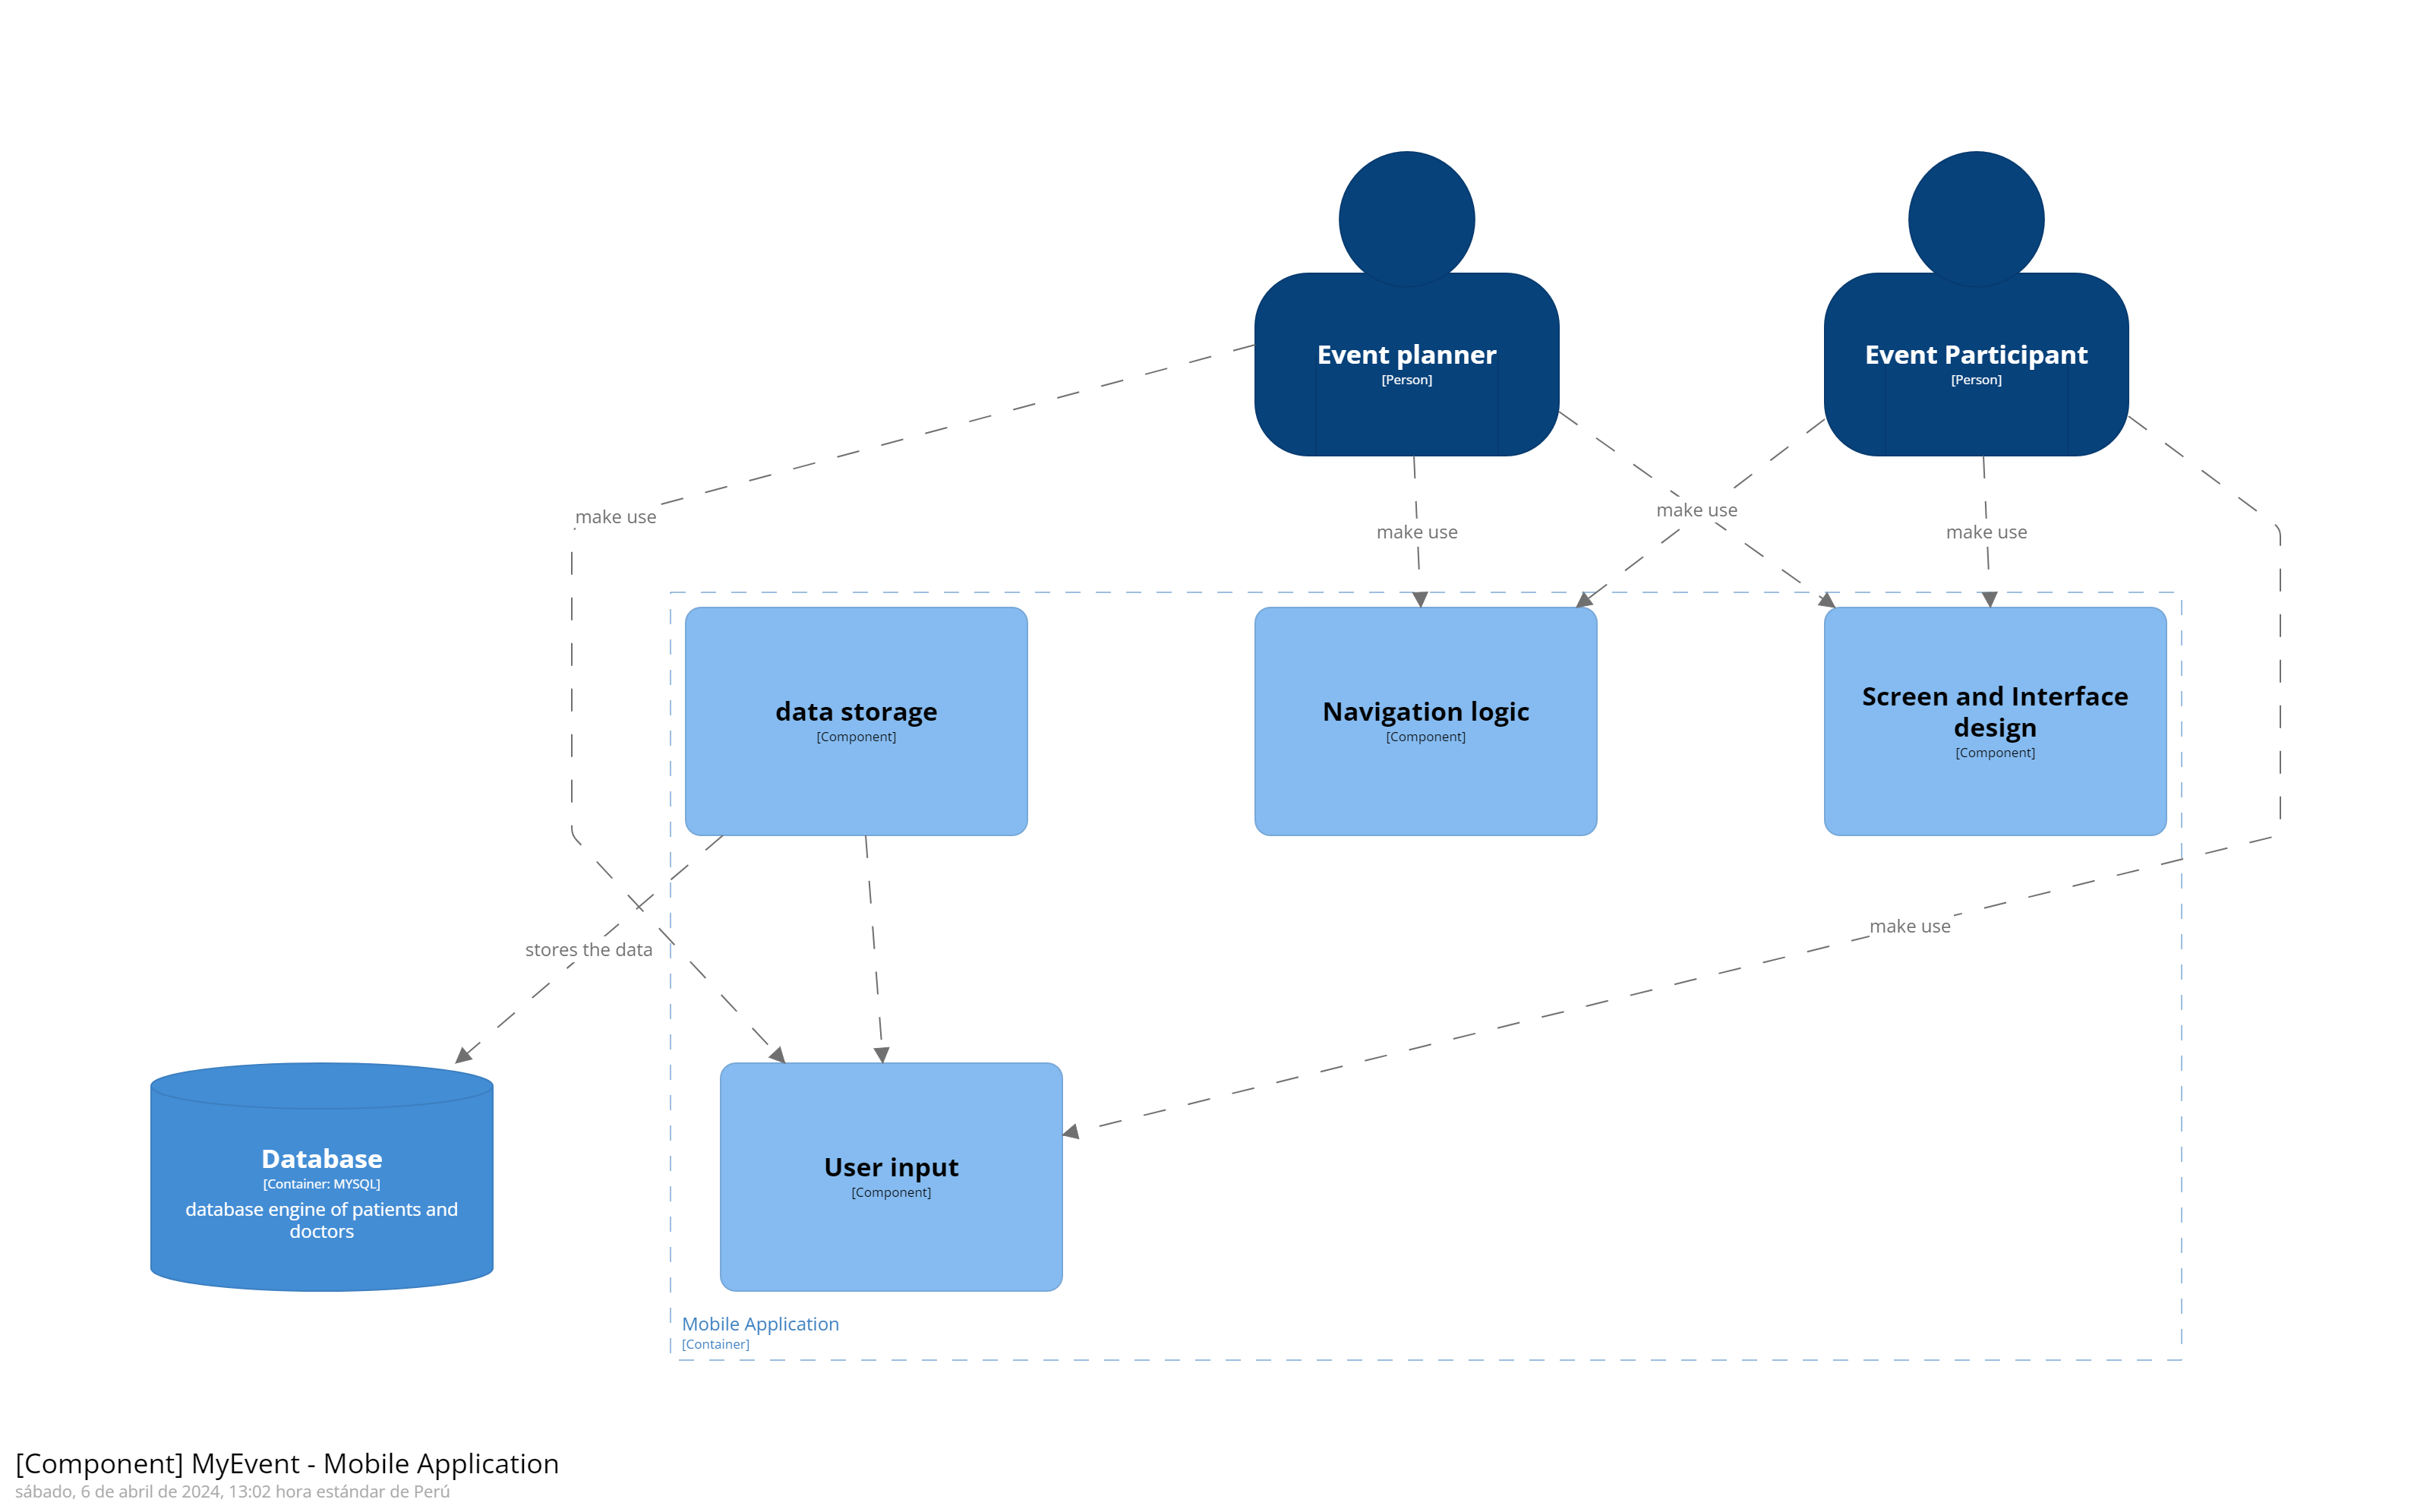 Event planner
[Person]
Event Participant
[Person]
make use
make use
make use
make use
data storage
[Component]
Navigation logic
[Component]
Screen and Interface
design
[Component]
make use
stores the data
Database
[Container: MYSQL]
database engine of patients and
doctors
User input
[Component]
Mobile Application
[Container]
[Component] MyEvent - Mobile Application
sábado, 6 de abril de 2024, 13:02 hora estándar de Perú